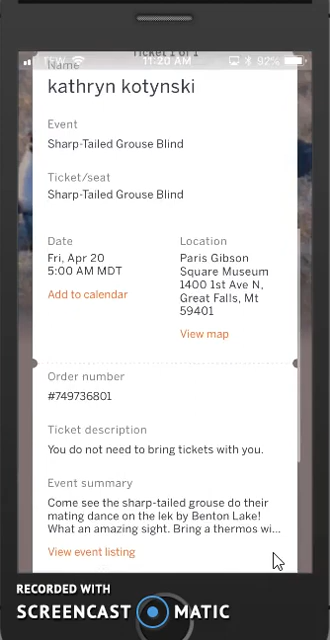 Ticket 1 of 1
11:20 AM 92%
Name
kathryn kotynski
Event
Sharp-Tailed Grouse Blind
Ticket/seat
Sharp-Tailed Grouse Blind
Date
Fri, Apr 20
5:00 AM MDT
Add to calendar
Location
Paris Gibson
Square Museum
1400 1st Ave N,
Great Falls, Mt
59401
View map
Order number
#749736801
Ticket description
You do not need to bring tickets with you.
Event summary
Come see the sharp-tailed grouse do their
mating dance on the lek by Benton Lake!
What an amazing sight. Bring a thermos wi...
View event listing
RECORDED WITH
SCREENCAST MATIC